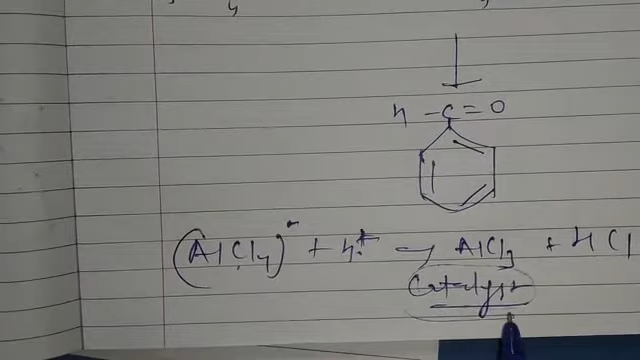 H - C = O
(AlCl4)- + H+ → AlCl3 + HCl
Catalyst